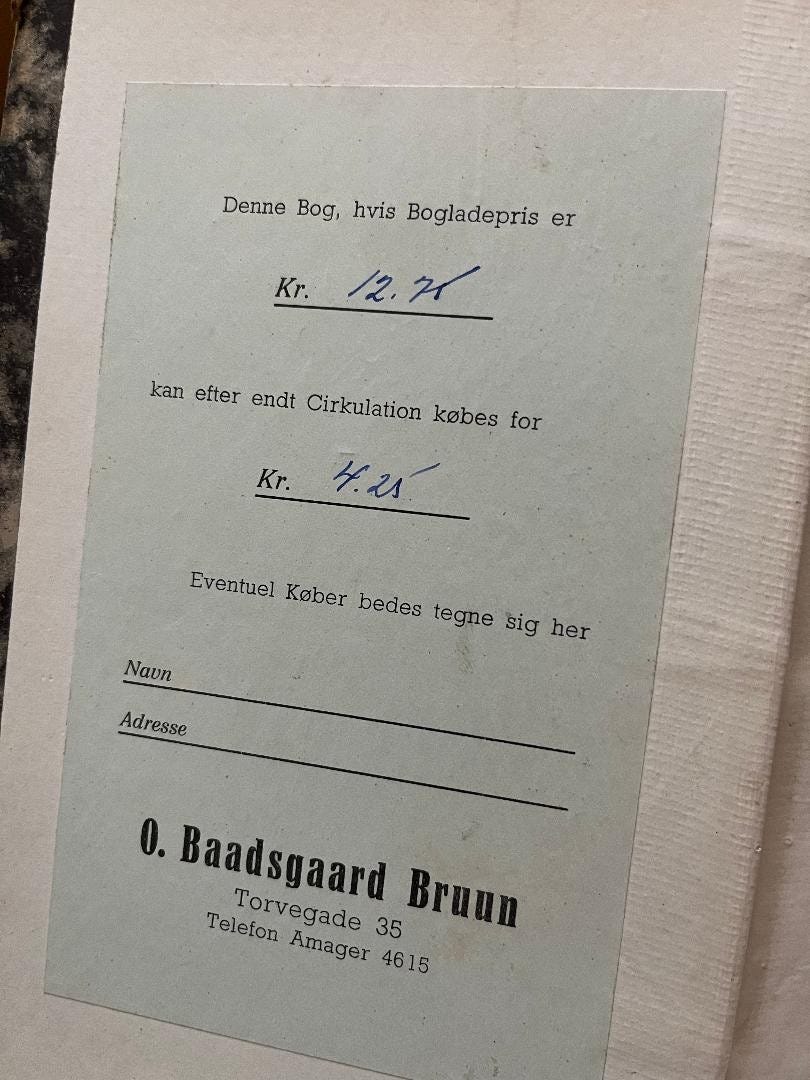 Denne Bog, hvis Bogladepris er
Kr. 12.75
kan efter endt Cirkulation købes for
Kr. 4.25
Eventuel Køber bedes tegne sig her
Navn
Adresse
O. Baadsgaard Bruun
Torvegade 35
Telefon Amager 4615